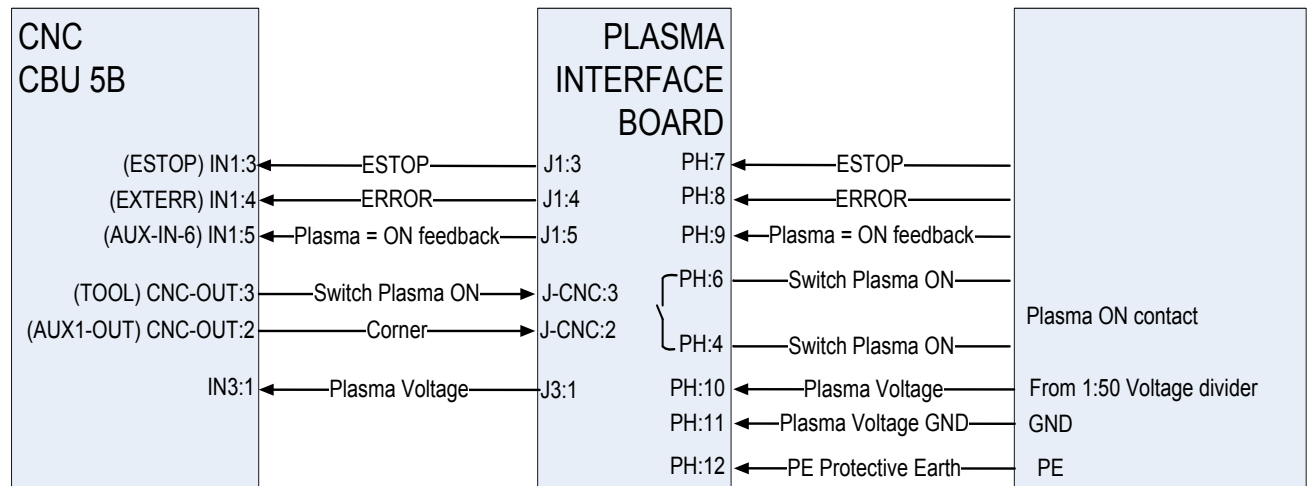 CNC
CBU 5B
PLASMA
INTERFACE
BOARD
(ESTOP) IN1:3 ESTOP J1:3 PH:7 ESTOP
(EXTERR) IN1:4 ERROR J1:4 PH:8 ERROR
(AUX-IN-6) IN1:5 Plasma = ON feedback J1:5 PH:9 Plasma = ON feedback
PH:6 Switch Plasma ON
(TOOL) CNC-OUT:3 Switch Plasma ON J-CNC:3
Plasma ON contact
(AUX1-OUT) CNC-OUT:2 Corner J-CNC:2
PH:4 Switch Plasma ON
IN3:1 Plasma Voltage J3:1 PH:10 Plasma Voltage From 1:50 Voltage divider
PH:11 Plasma Voltage GND GND
PH:12 PE Protective Earth PE